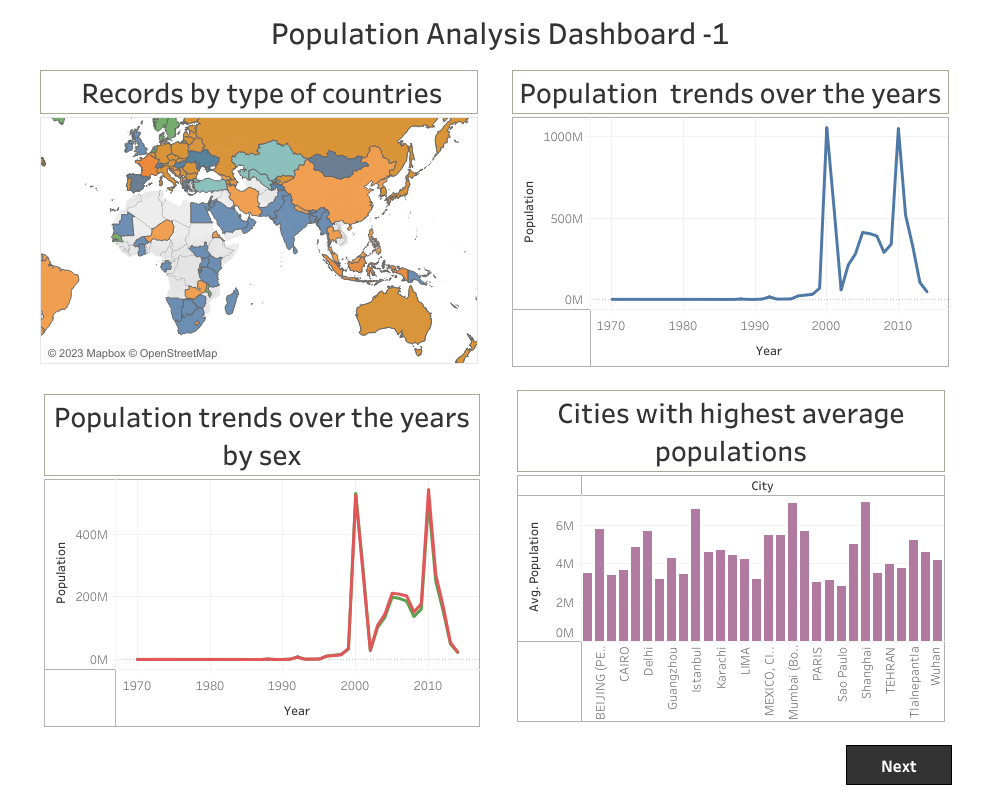 Population Analysis Dashboard -1
Records by type of countries
© 2023 Mapbox © OpenStreetMap
Population  trends over the years
Population
1000M
500M
0M
1970 1980 1990 2000 2010
Year
Population trends over the years
by sex
Population
400M
200M
0M
1970 1980 1990 2000 2010
Year
Cities with highest average
populations
City
Avg. Population
6M
4M
2M
0M
BEIJING (PE..
CAIRO
Delhi
Guangzhou
Istanbul
Karachi
LIMA
MEXICO, CI..
Mumbai (Bo..
PARIS
Sao Paulo
Shanghai
TEHRAN
Tlalnepantla
Wuhan
Next